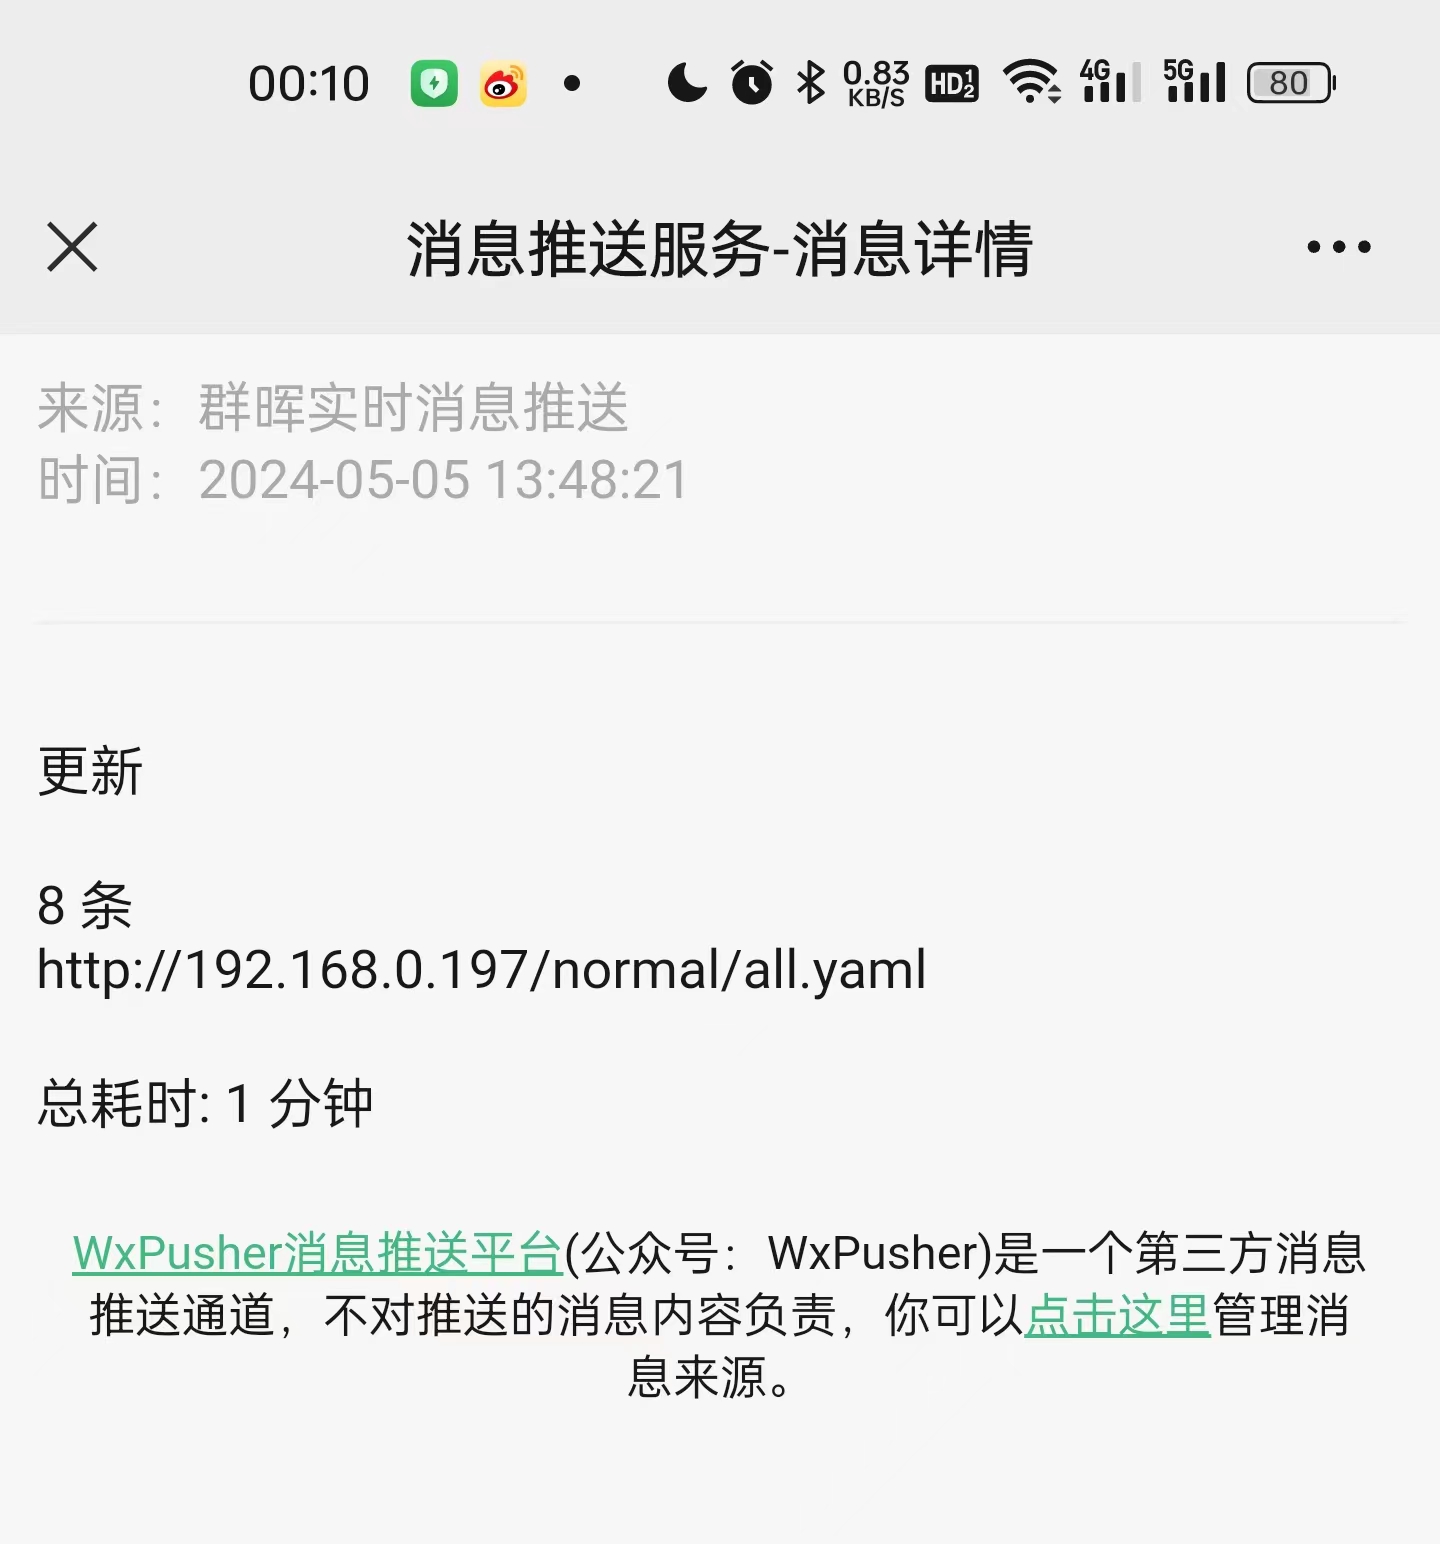 00:10 0.83 KB/S HD 1 2 4G 5G 80
消息推送服务-消息详情
来源：群晖实时消息推送
时间：2024-05-05 13:48:21
更新
8 条
http://192.168.0.197/normal/all.yaml
总耗时: 1 分钟
WxPusher消息推送平台(公众号：WxPusher)是一个第三方消息
推送通道，不对推送的消息内容负责，你可以点击这里管理消
息来源。